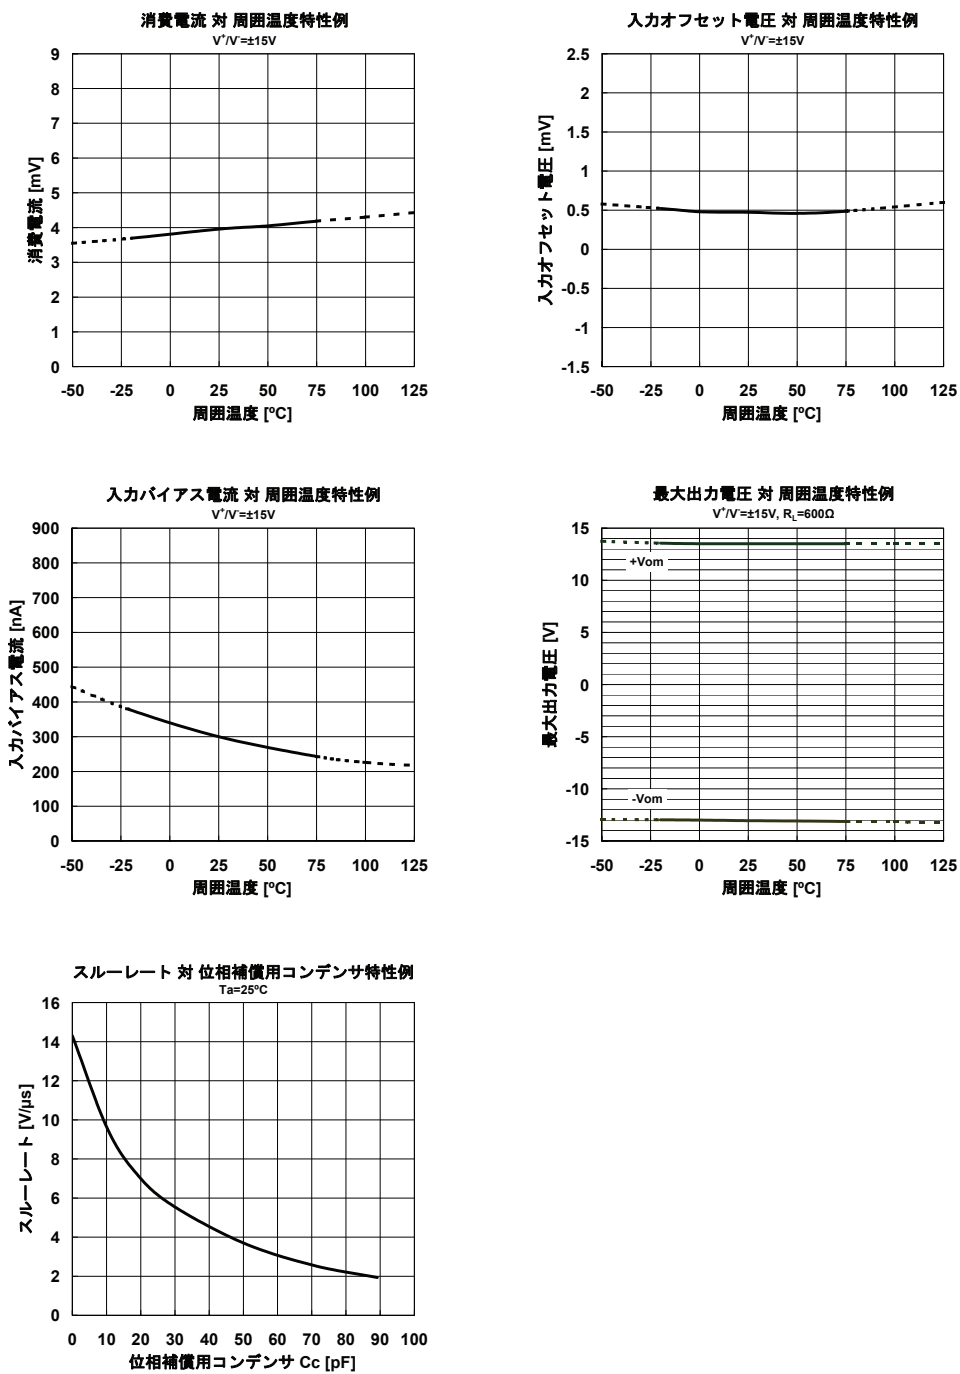 消費電流 対 周囲温度特性例
V+/V-=±15V
9
8
7
6
5
4
3
2
1
0
消費電流 [mV]
-50 -25 0 25 50 75 100 125
周囲温度 [ºC]
入力オフセット電圧 対 周囲温度特性例
V+/V-=±15V
2.5
2
1.5
1
0.5
0
-0.5
-1
-1.5
入力オフセット電圧 [mV]
-50 -25 0 25 50 75 100 125
周囲温度 [ºC]
入力バイアス電流 対 周囲温度特性例
V+/V-=±15V
900
800
700
600
500
400
300
200
100
0
入力バイアス電流 [nA]
-50 -25 0 25 50 75 100 125
周囲温度 [ºC]
最大出力電圧 対 周囲温度特性例
V+/V-=±15V, RL=600Ω
15
10
5
0
-5
-10
-15
最大出力電圧 [V]
+Vom
-Vom
-50 -25 0 25 50 75 100 125
周囲温度 [ºC]
スルーレート 対 位相補償用コンデンサ特性例
Ta=25ºC
16
14
12
10
8
6
4
2
0
スルーレート [V/μs]
0 10 20 30 40 50 60 70 80 90 100
位相補償用コンデンサ Cc [pF]